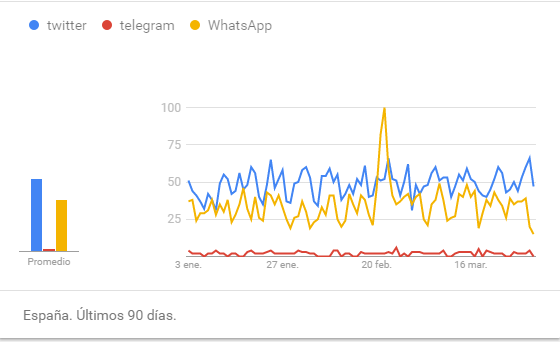 twitter telegram WhatsApp
100
75
50
25
Promedio
3 ene. 27 ene. 20 feb. 16 mar.
España. Últimos 90 días.